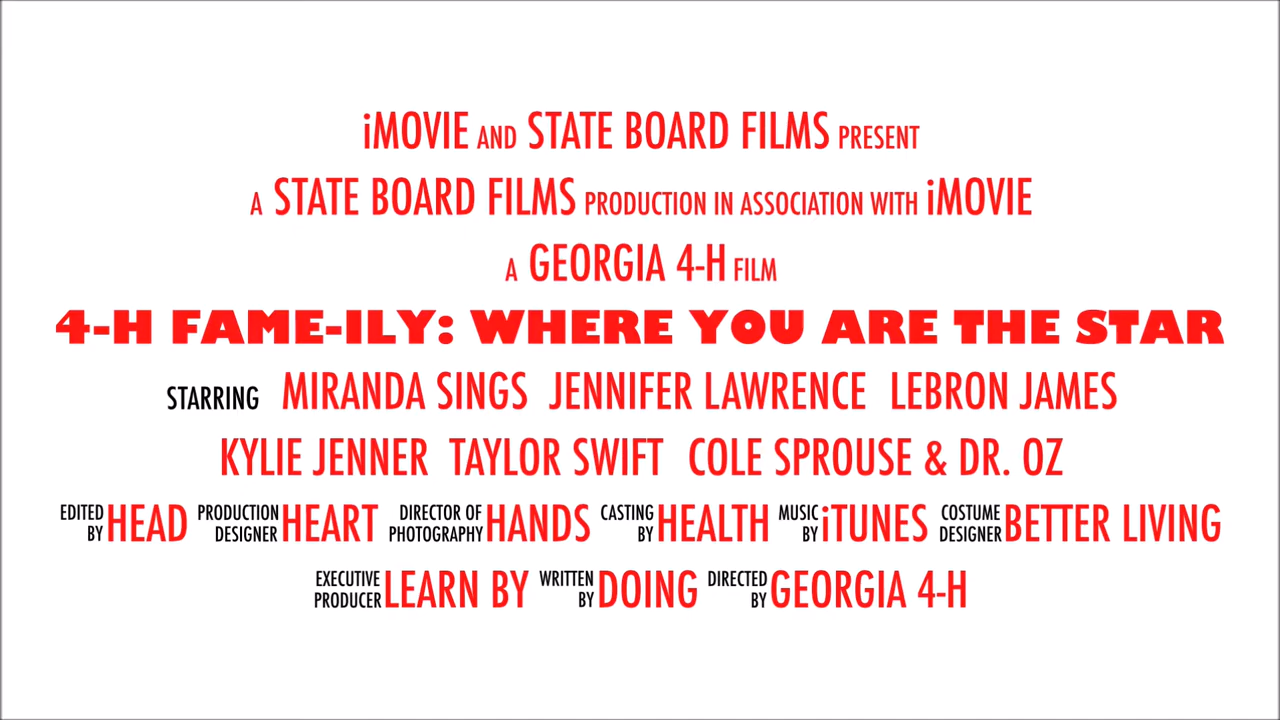 iMOVIE AND STATE BOARD FILMS PRESENT
A STATE BOARD FILMS PRODUCTION IN ASSOCIATION WITH iMOVIE
A GEORGIA 4-H FILM
4-H FAME-ILY: WHERE YOU ARE THE STAR
STARRING MIRANDA SINGS JENNIFER LAWRENCE LEBRON JAMES
KYLIE JENNER TAYLOR SWIFT COLE SPROUSE & DR. OZ
EDITED BY HEAD PRODUCTION DESIGNER HEART DIRECTOR OF PHOTOGRAPHY HANDS CASTING BY HEALTH MUSIC BY iTUNES COSTUME DESIGNER BETTER LIVING
EXECUTIVE PRODUCER LEARN BY WRITTEN BY DOING DIRECTED BY GEORGIA 4-H